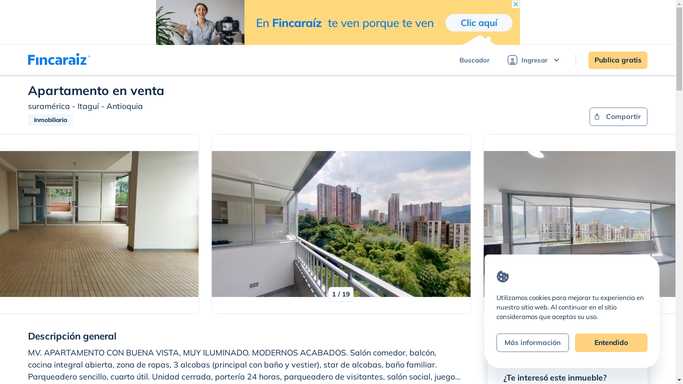 En Fincaraíz te ven porque te ven
Clic aquí
Fincaraíz
Buscador
Ingresar
Publica gratis
Apartamento en venta
suramérica - Itaguí - Antioquia
Inmobiliaria
Compartir
1 / 19
Utilizamos cookies para mejorar tu experiencia en
nuestro sitio web. Al continuar en el sitio
consideramos que aceptas su uso.
Más información
Entendido
Descripción general
MV. APARTAMENTO CON BUENA VISTA, MUY ILUMINADO. MODERNOS ACABADOS. Salón comedor, balcón,
cocina integral abierta, zona de ropas, 3 alcobas (principal con baño y vestier), star de alcobas, baño familiar.
Parqueadero sencillo, cuarto útil. Unidad cerrada, portería 24 horas, parqueadero de visitantes, salón social, juego...
¿Te interesó este inmueble?